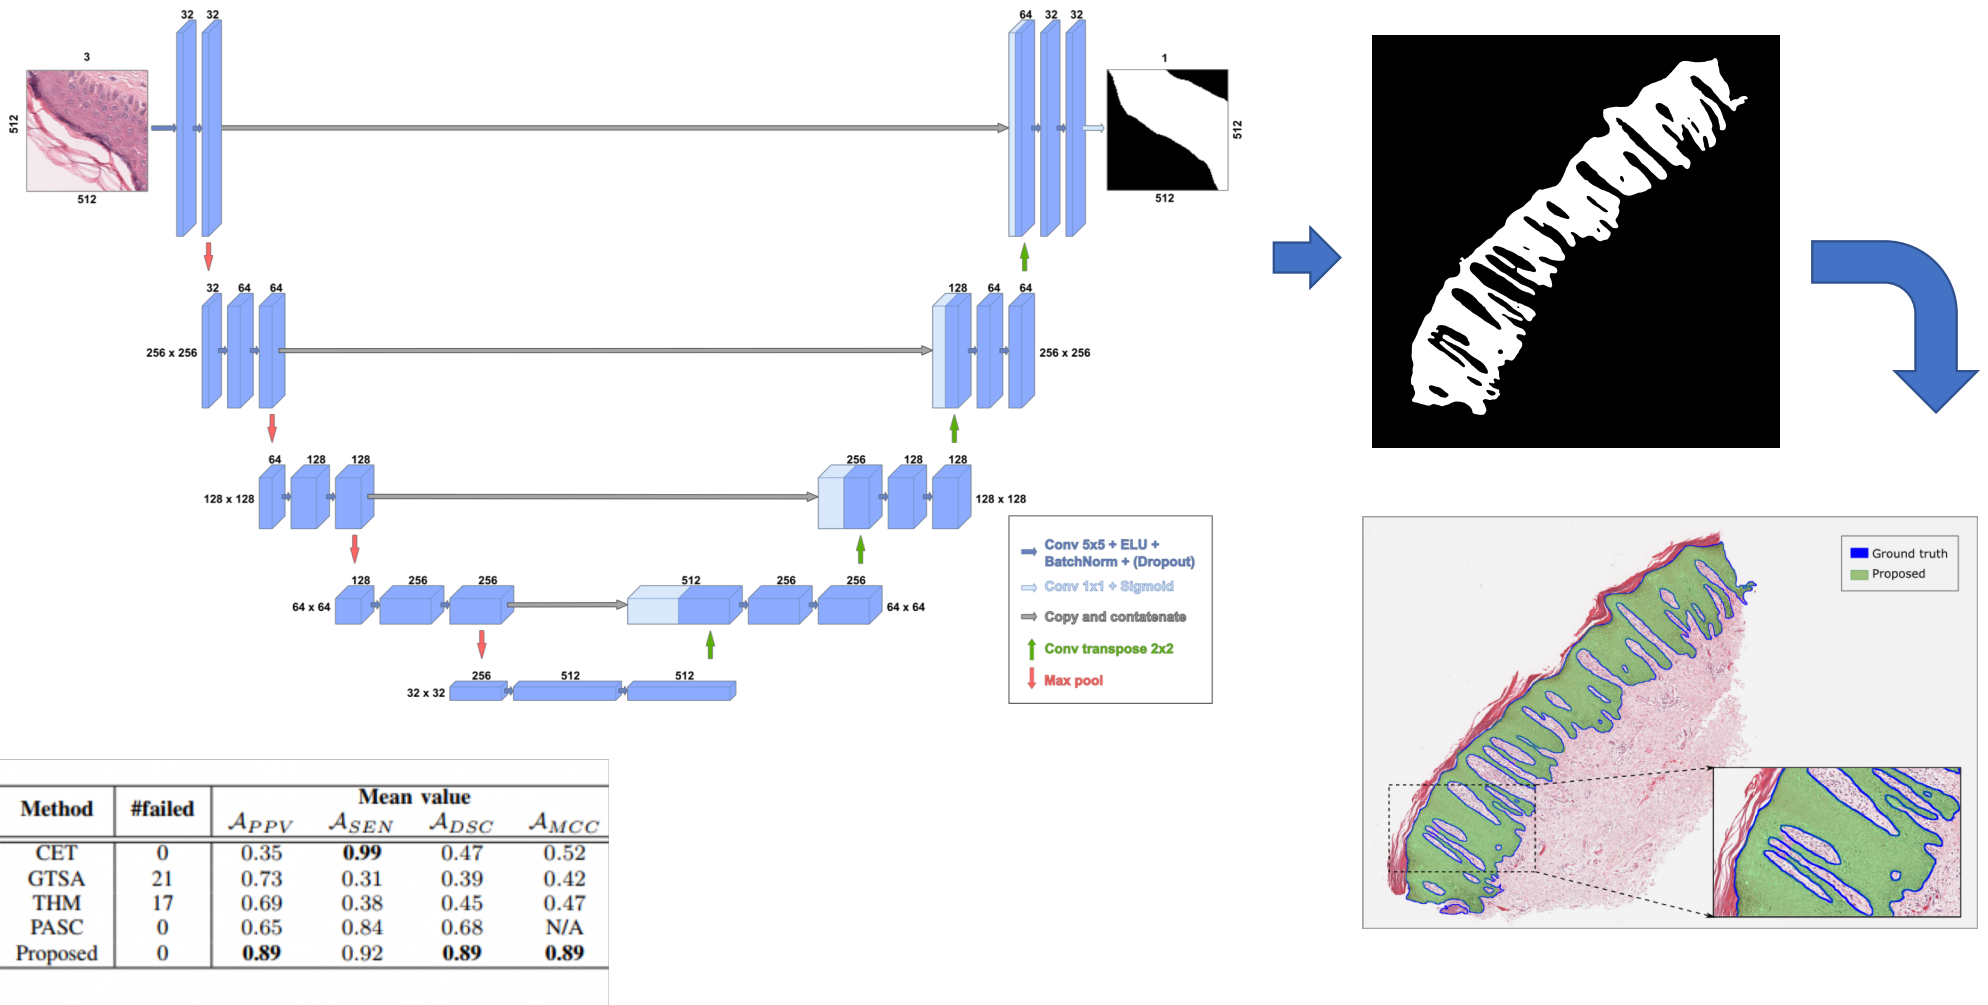 32 32
64 32 32
3
1
512
512
512
512
32 64 64
128 64 64
256 x 256
256 x 256
64 128 128
256 128 128
128 x 128
128 x 128
128 256 256
512 256 256
64 x 64
64 x 64
256 512 512
32 x 32
Conv 5x5 + ELU +
BatchNorm + (Dropout)
Conv 1x1 + Sigmoid
Copy and contatenate
Conv transpose 2x2
Max pool
Ground truth
Proposed
Method #failed Mean value
A_PPV A_SEN A_DSC A_MCC
CET 0 0.35 0.99 0.47 0.52
GTSA 21 0.73 0.31 0.39 0.42
THM 17 0.69 0.38 0.45 0.47
PASC 0 0.65 0.84 0.68 N/A
Proposed 0 0.89 0.92 0.89 0.89